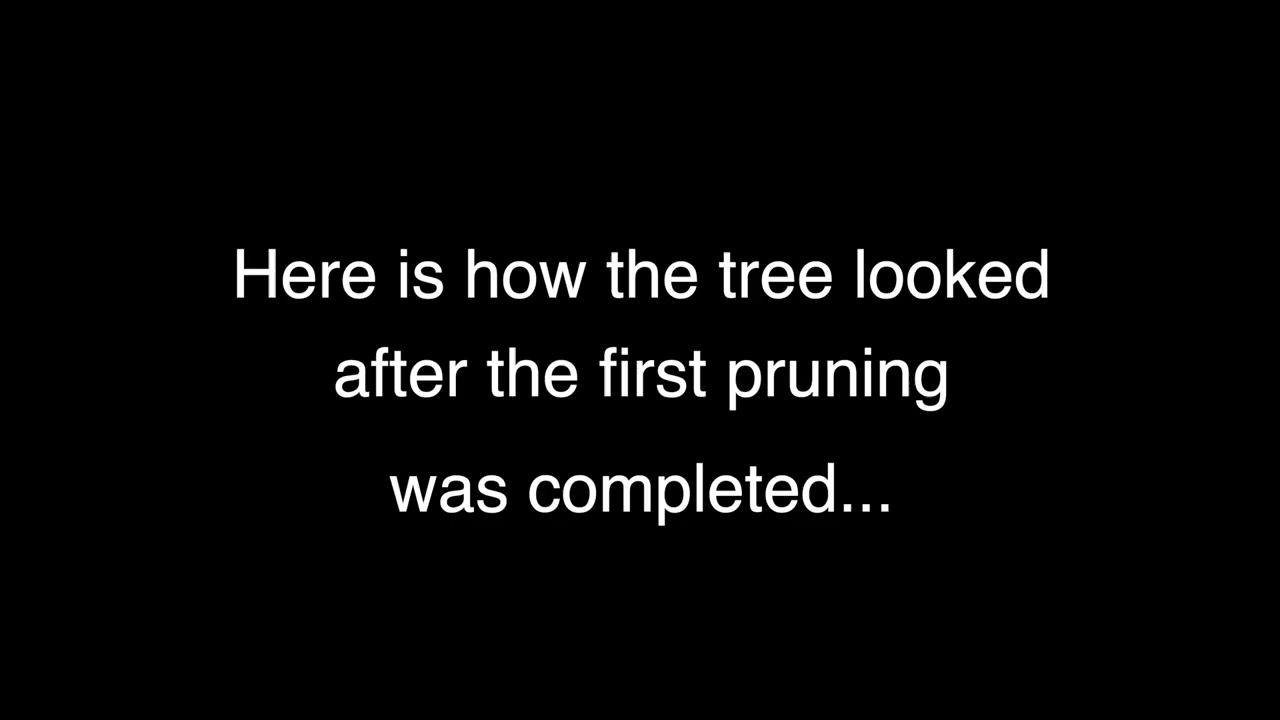 Here is how the tree looked
after the first pruning
was completed...